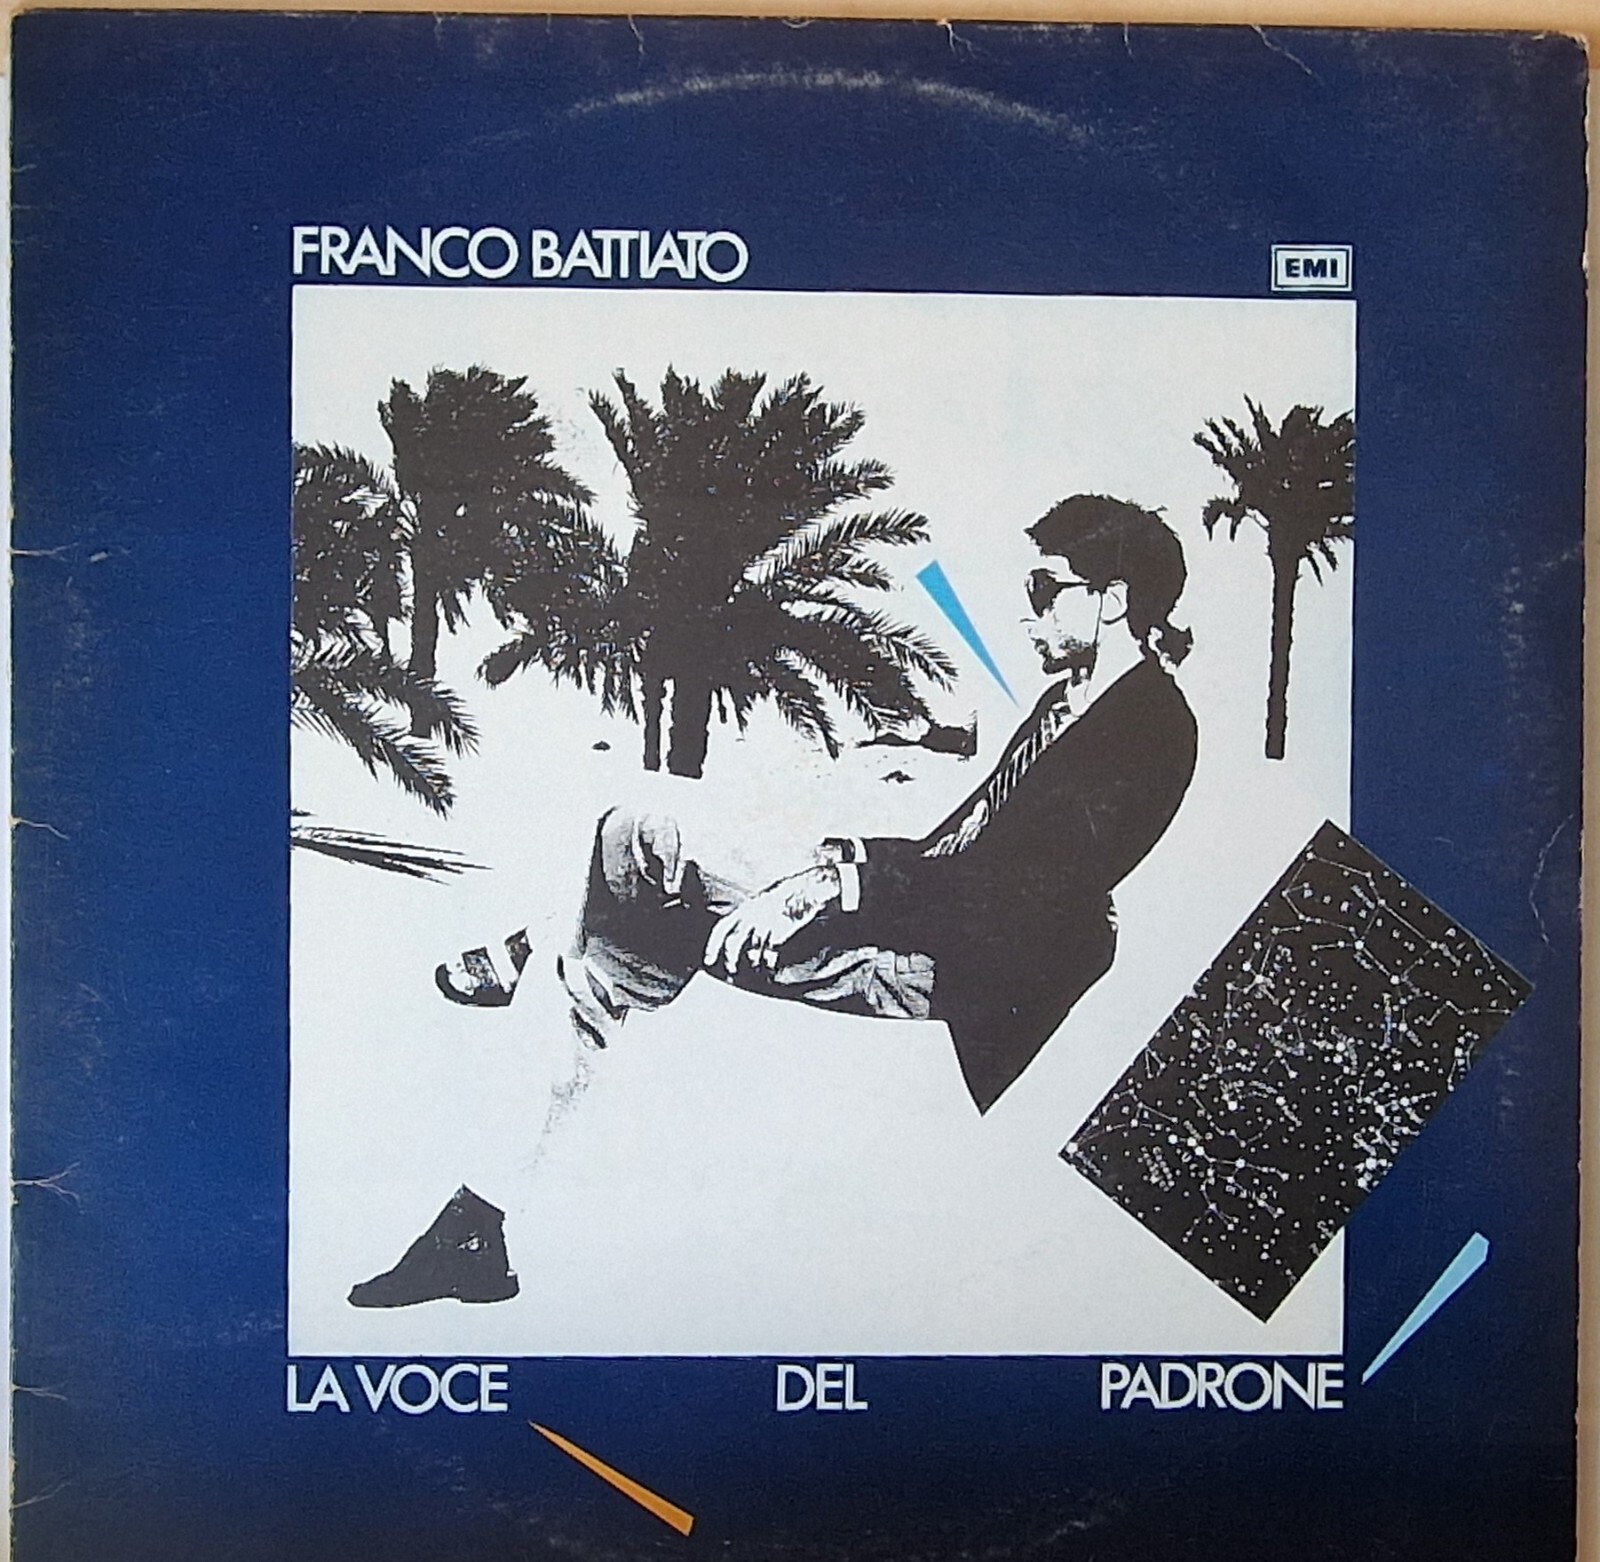 FRANCO BATTIATO
EMI
LA VOCE DEL PADRONE